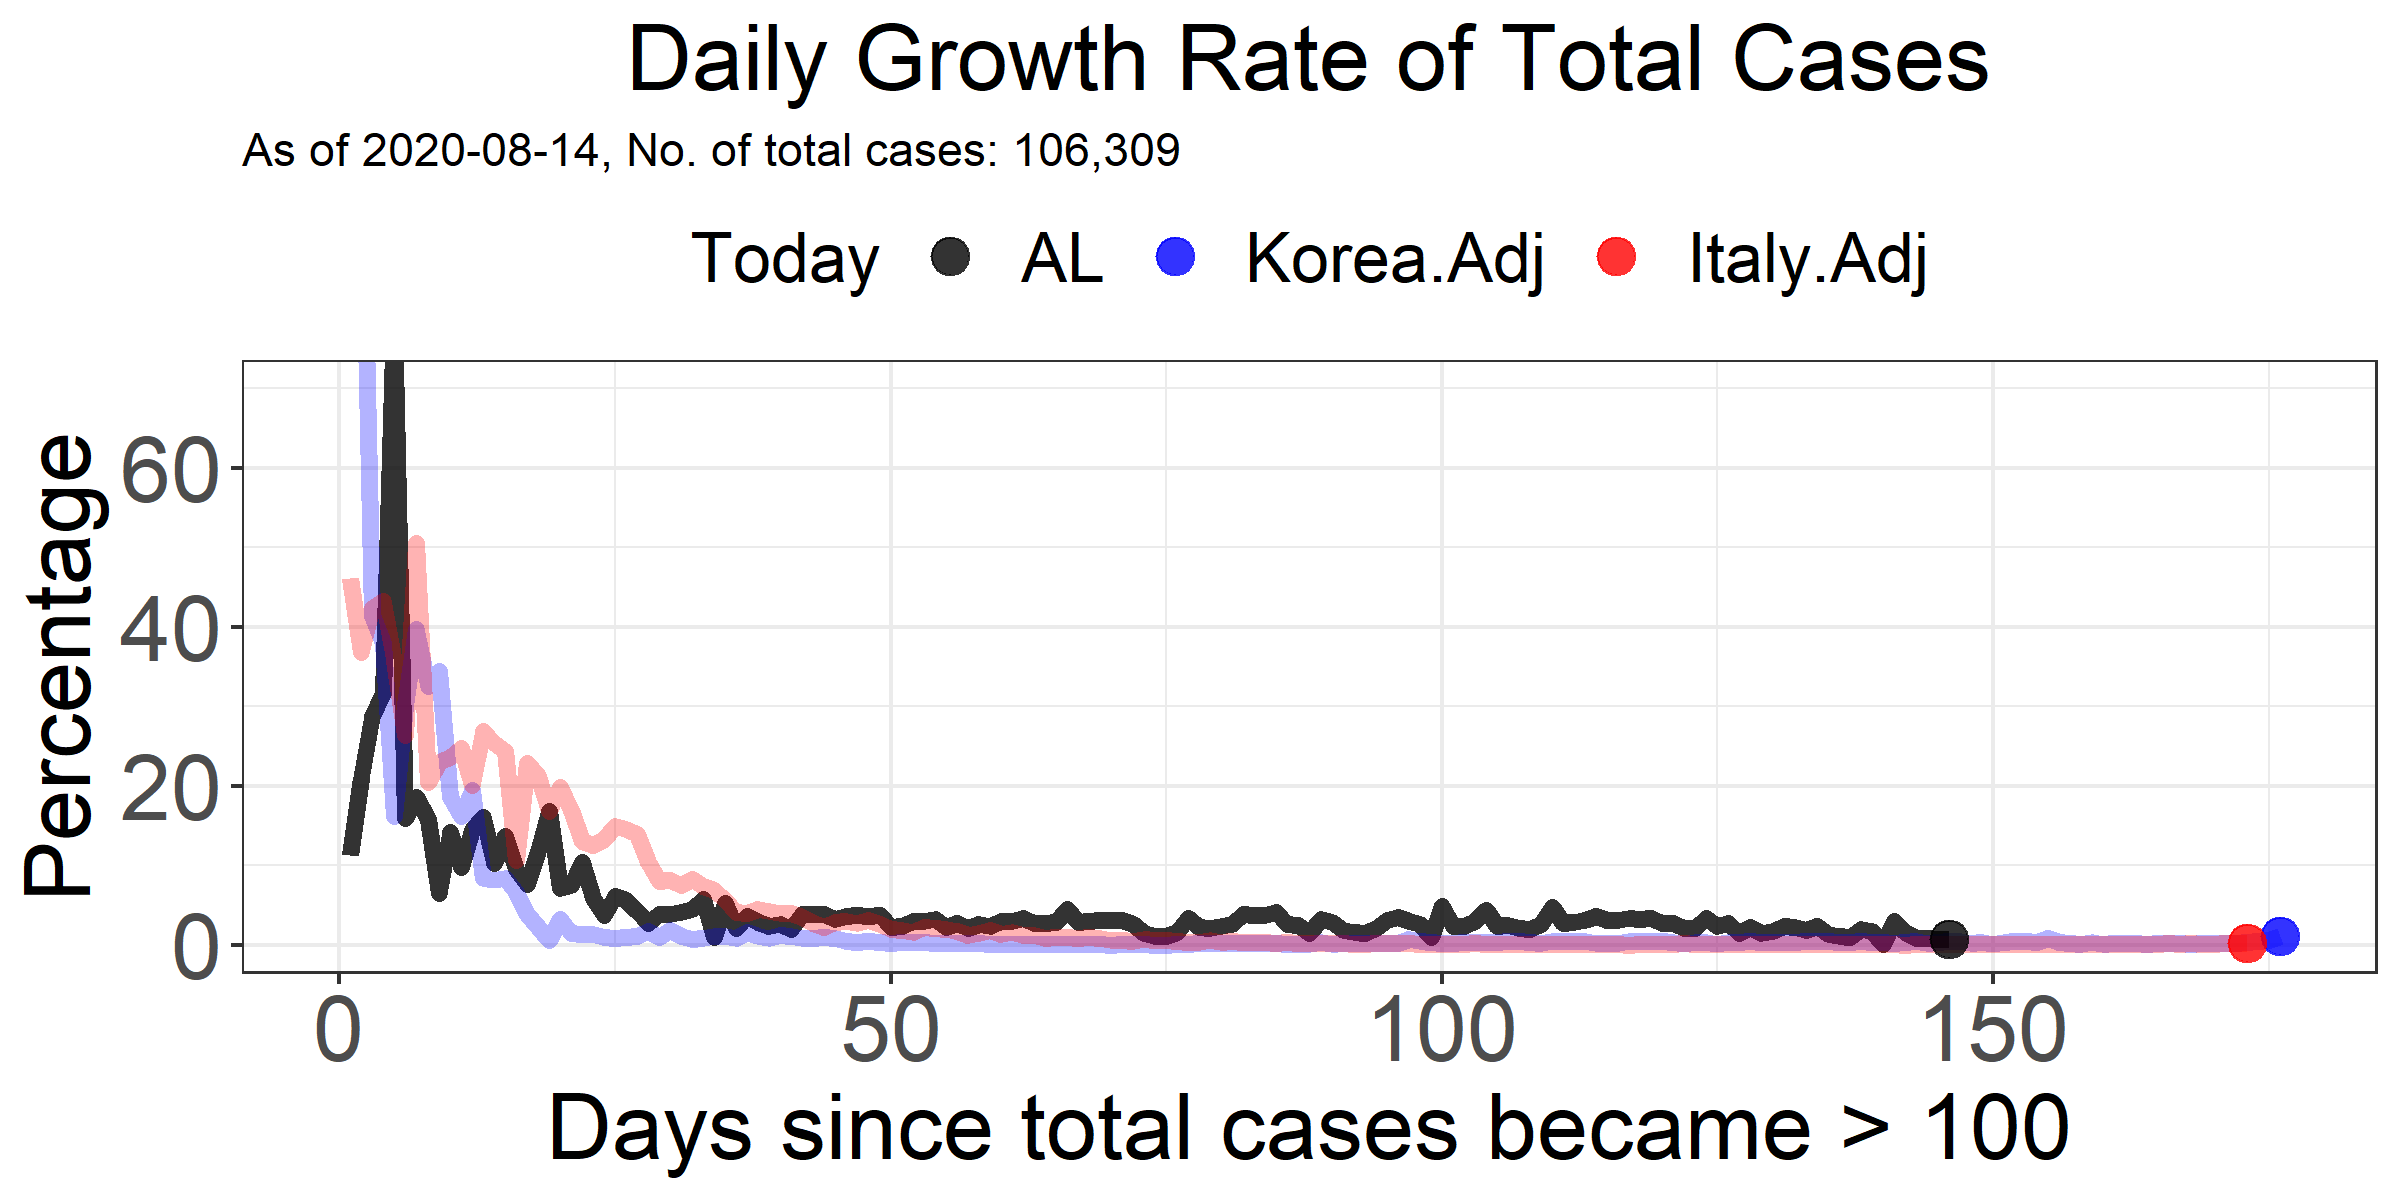 Daily Growth Rate of Total Cases
As of 2020-08-14, No. of total cases: 106,309
Today AL Korea.Adj Italy.Adj
Percentage
60
40
20
0
0 50 100 150
Days since total cases became > 100